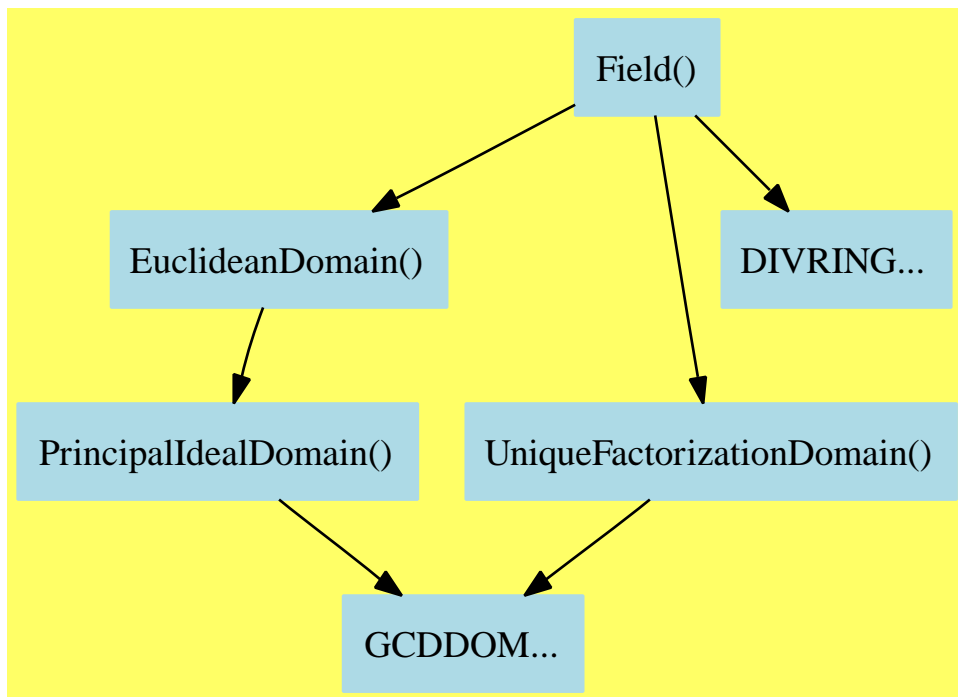 Field()
EuclideanDomain()
DIVRING...
PrincipalIdealDomain()
UniqueFactorizationDomain()
GCDDOM...